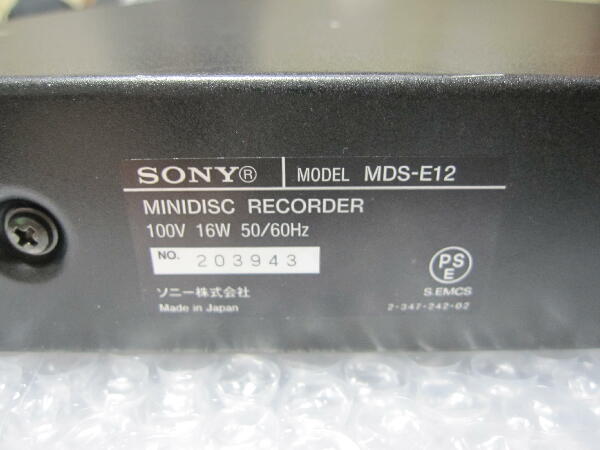 SONY® MODEL MDS-E12
MINIDISC RECORDER
100V 16W 50/60Hz
NO. 203943
PS
E
ソニー株式会社
S.EMCS
Made in Japan
2-347-242-02